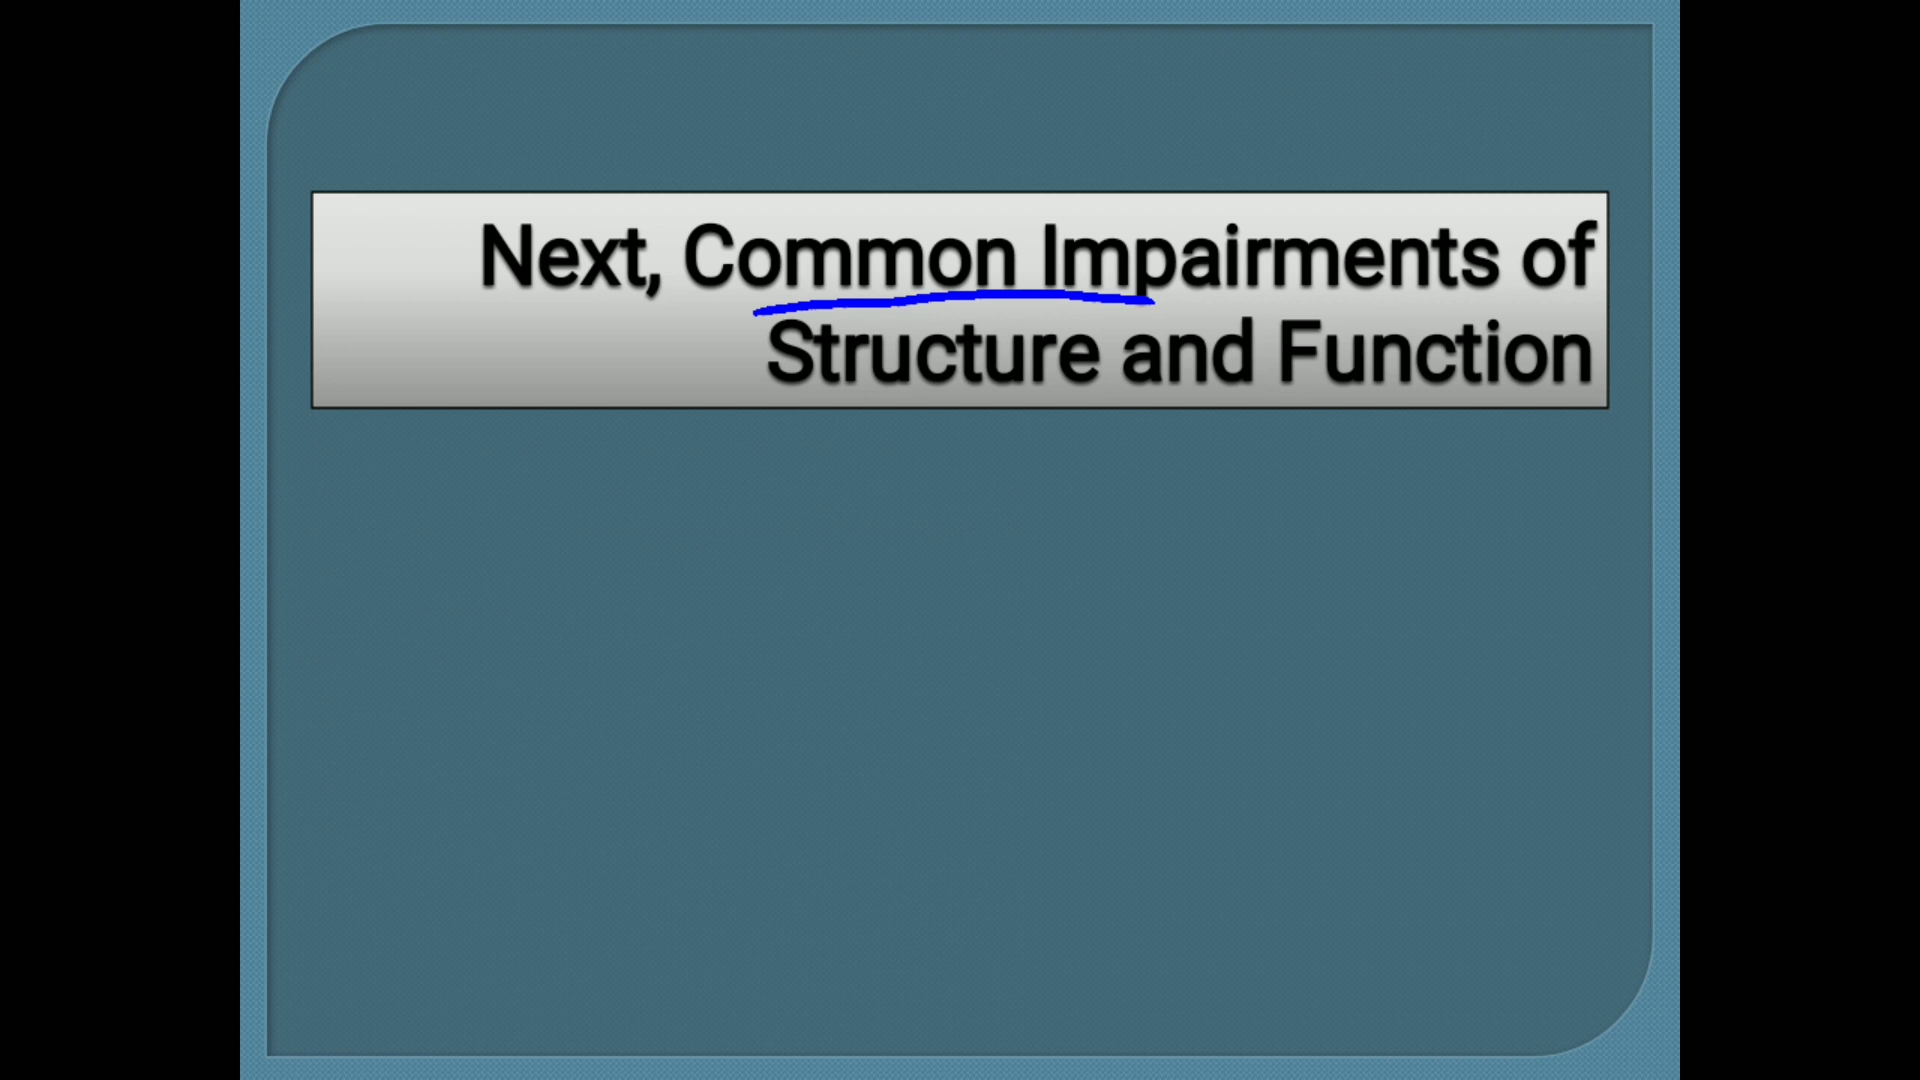 Next, Common Impairments of
Structure and Function